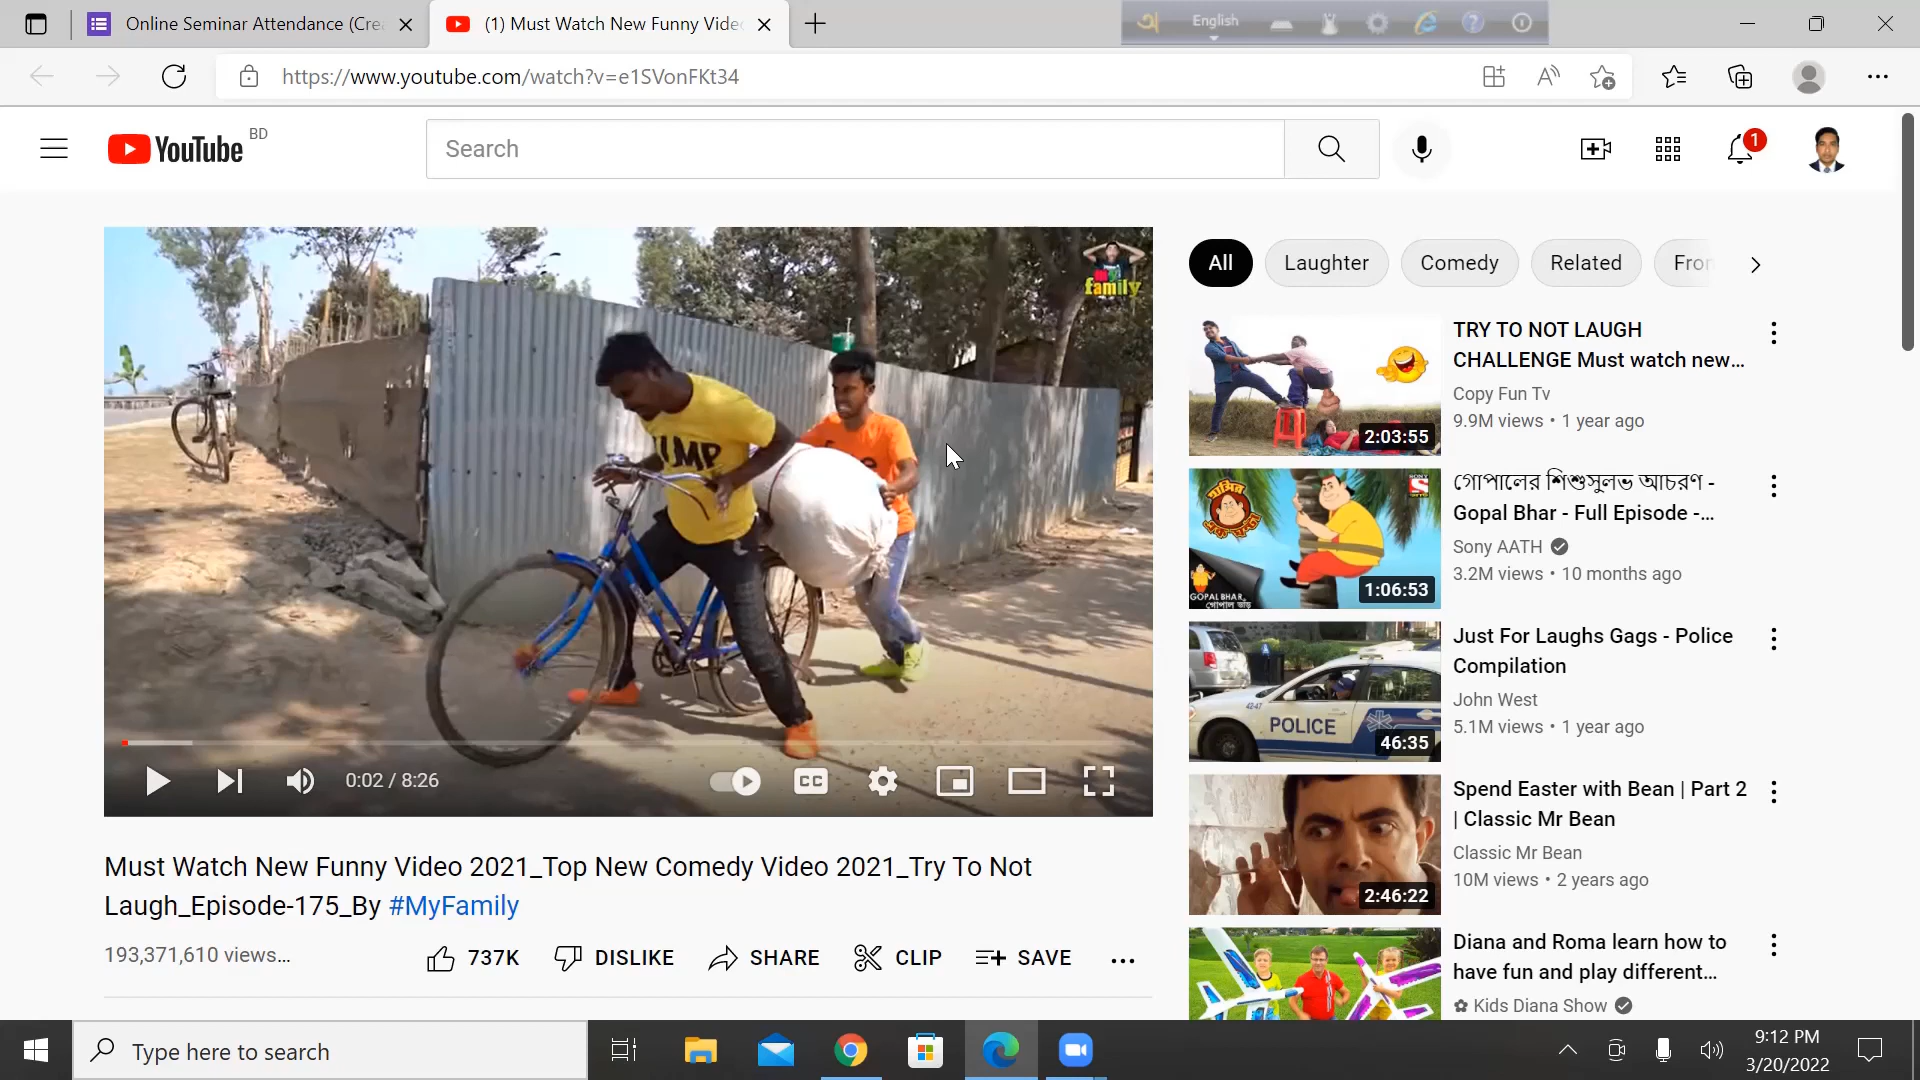 Online Seminar Attendance (Cre
(1) Must Watch New Funny Vide
English
https://www.youtube.com/watch?v=e1SVonFKt34
YouTube BD
Search
1
my
family
UMP
0:02 / 8:26
CC
Must Watch New Funny Video 2021_Top New Comedy Video 2021_Try To Not
Laugh_Episode-175_By #MyFamily
193,371,610 views...
737K
DISLIKE
SHARE
CLIP
SAVE
All
Laughter
Comedy
Related
Fro
TRY TO NOT LAUGH
CHALLENGE Must watch new...
Copy Fun Tv
9.9M views • 1 year ago
2:03:55
গোপালের শিশুসুলভ আচরণ -
Gopal Bhar - Full Episode -...
Sony AATH
3.2M views • 10 months ago
GOPAL BHAR
গোপাল ভাঁড়
1:06:53
Just For Laughs Gags - Police
Compilation
John West
5.1M views • 1 year ago
42-47
POLICE
46:35
Spend Easter with Bean | Part 2
| Classic Mr Bean
Classic Mr Bean
10M views • 2 years ago
2:46:22
Diana and Roma learn how to
have fun and play different...
✿ Kids Diana Show
Type here to search
9:12 PM
3/20/2022